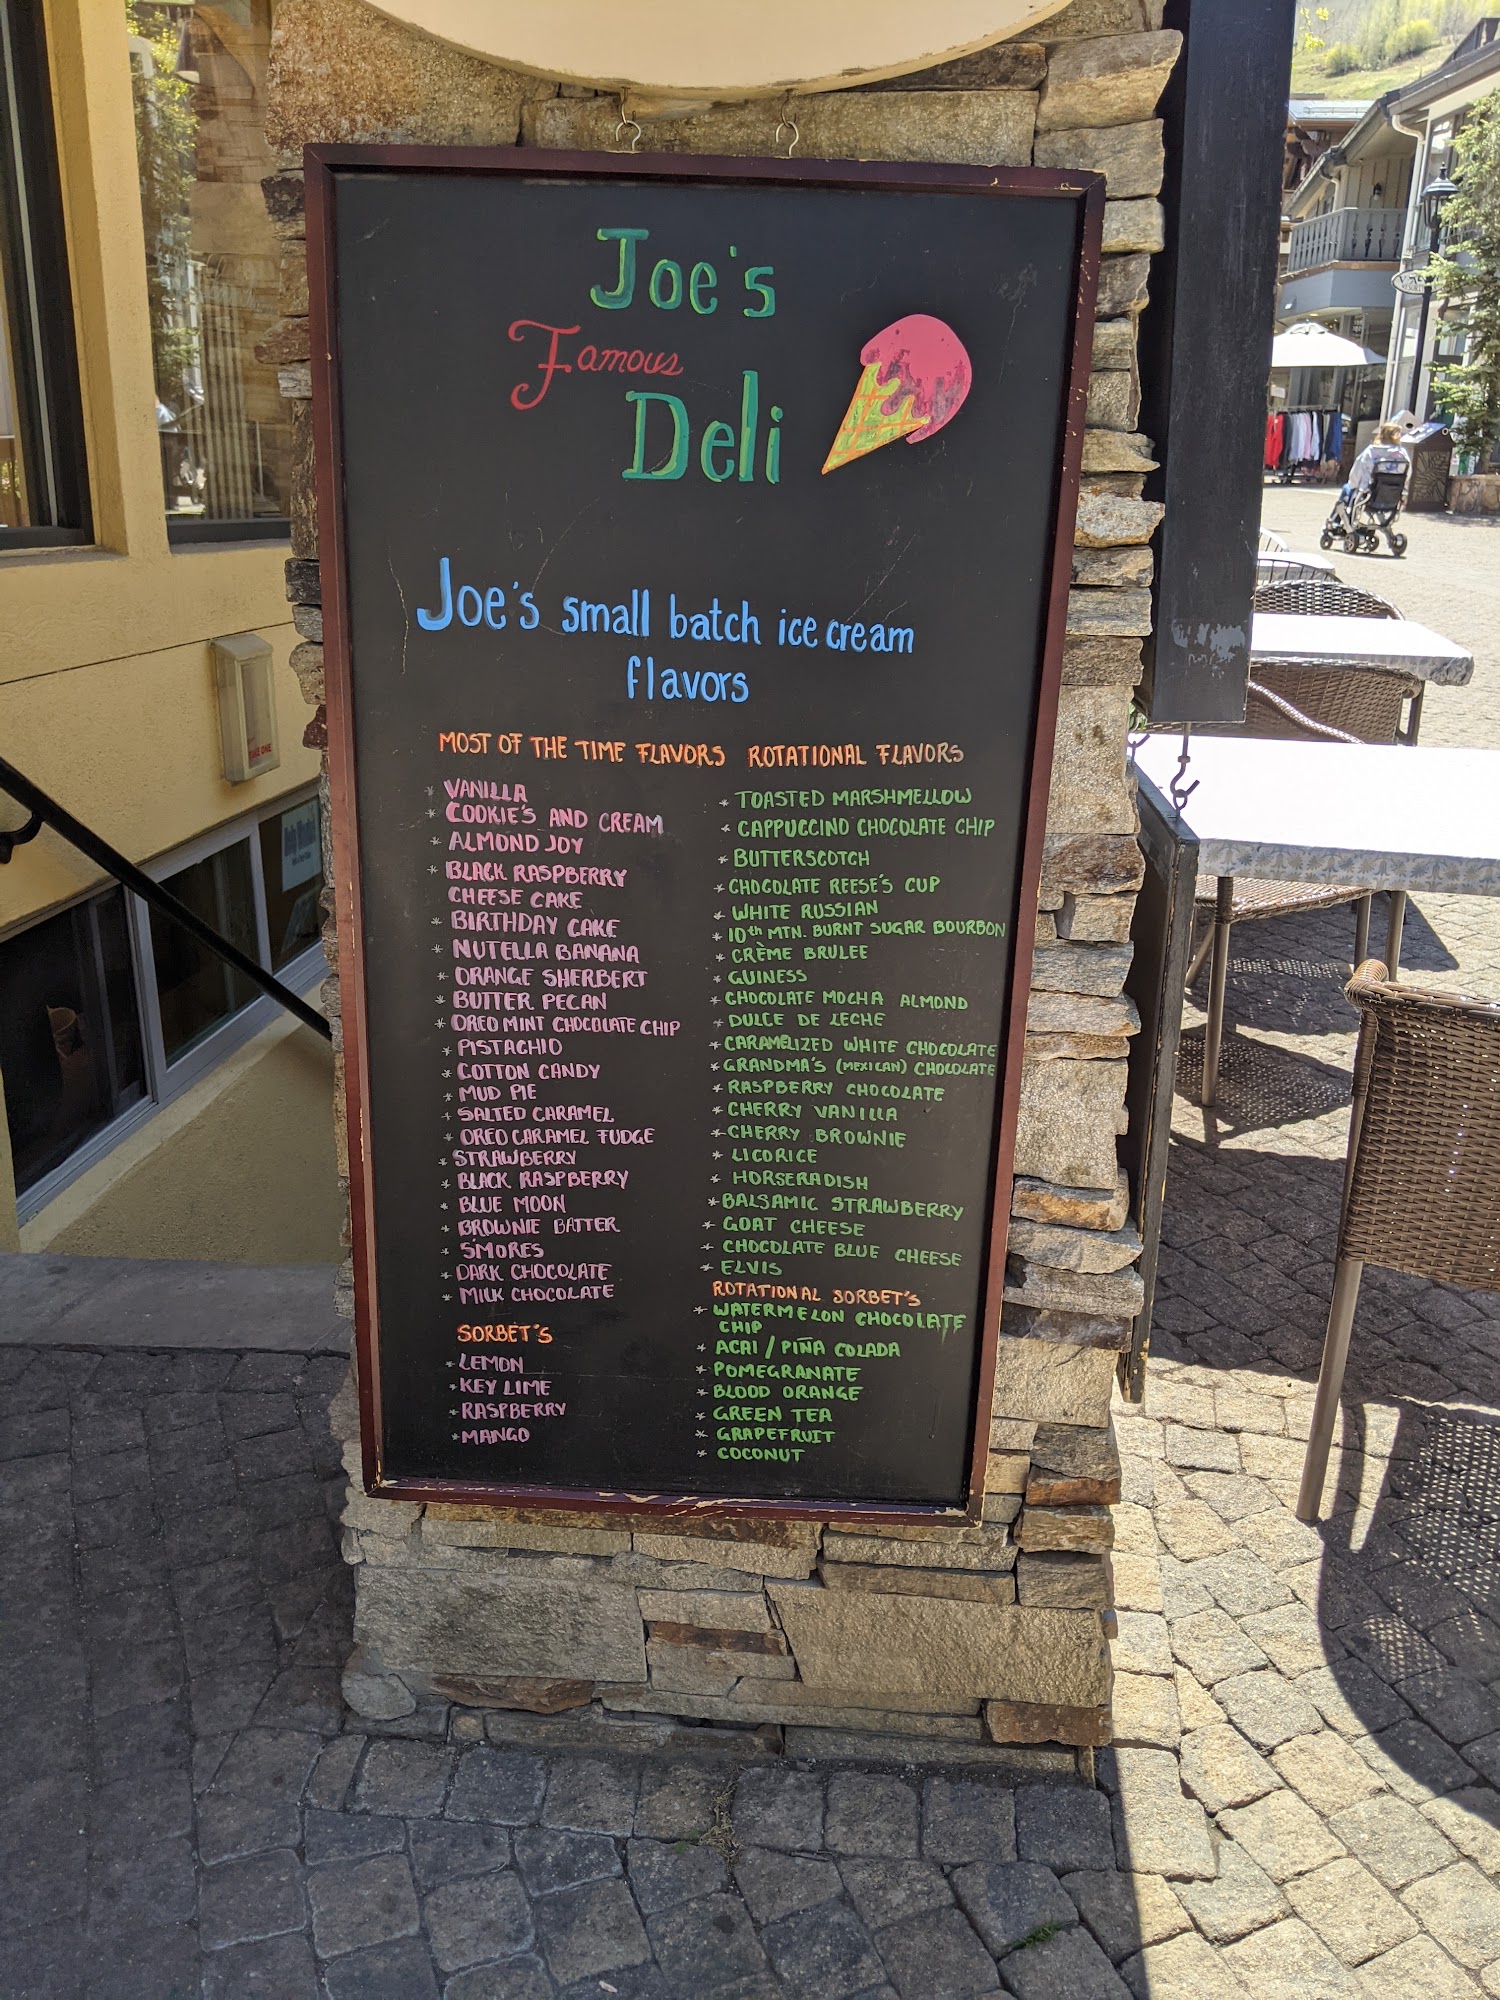 Joe's
Famous
Deli
Joe's small batch ice cream
flavors
MOST OF THE TIME FLAVORS
* VANILLA
* COOKIE'S AND CREAM
* ALMOND JOY
* BLACK RASPBERRY
CHEESE CAKE
* BIRTHDAY CAKE
* NUTELLA BANANA
* ORANGE SHERBERT
* BUTTER PECAN
* OREO MINT CHOCOLATE CHIP
* PISTACHIO
* COTTON CANDY
* MUD PIE
* SALTED CARAMEL
* OREO CARAMEL FUDGE
* STRAWBERRY
* BLACK RASPBERRY
* BLUE MOON
* BROWNIE BATTER
* SMORES
* DARK CHOCOLATE
* MILK CHOCOLATE
SORBET'S
* LEMON
* KEY LIME
* RASPBERRY
* MANGO
ROTATIONAL FLAVORS
* TOASTED MARSHMELLOW
* CAPPUCCINO CHOCOLATE CHIP
* BUTTERSCOTCH
* CHOCOLATE REESE'S CUP
* WHITE RUSSIAN
* 10th MTN. BURNT SUGAR BOURBON
* CRÈME BRULEE
* GUINESS
* CHOCOLATE MOCHA ALMOND
* DULCE DE LECHE
* CARAMELIZED WHITE CHOCOLATE
* GRANDMA'S (MEXICAN) CHOCOLATE
* RASPBERRY CHOCOLATE
* CHERRY VANILLA
* CHERRY BROWNIE
* LICORICE
* HORSERADISH
* BALSAMIC STRAWBERRY
* GOAT CHEESE
* CHOCOLATE BLUE CHEESE
* ELVIS
ROTATIONAL SORBET'S
* WATERMELON CHOCOLATE
CHIP
* ACAI / PIÑA COLADA
* POMEGRANATE
* BLOOD ORANGE
* GREEN TEA
* GRAPEFRUIT
* COCONUT
TAKE ONE